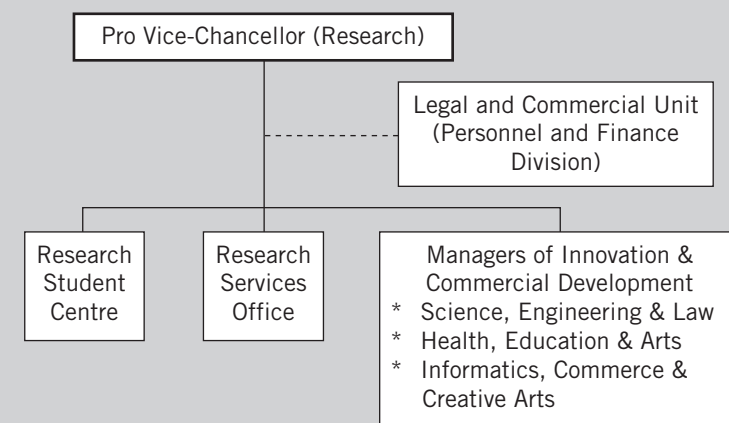 Pro Vice-Chancellor (Research)
Legal and Commercial Unit
(Personnel and Finance
Division)
Research
Student
Centre
Research
Services
Office
Managers of Innovation &
Commercial Development
* Science, Engineering & Law
* Health, Education & Arts
* Informatics, Commerce &
Creative Arts